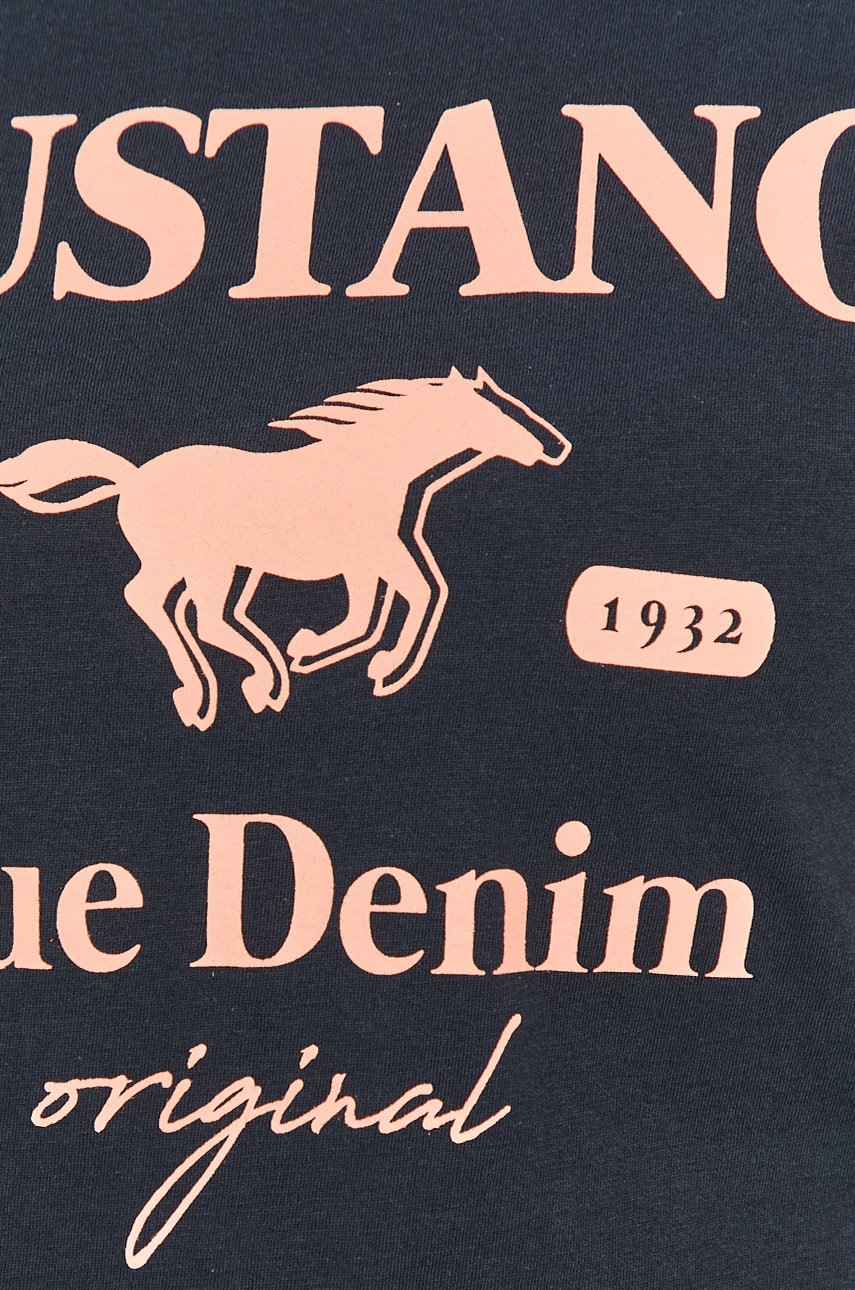 USTANG
1932
ue Denim
original